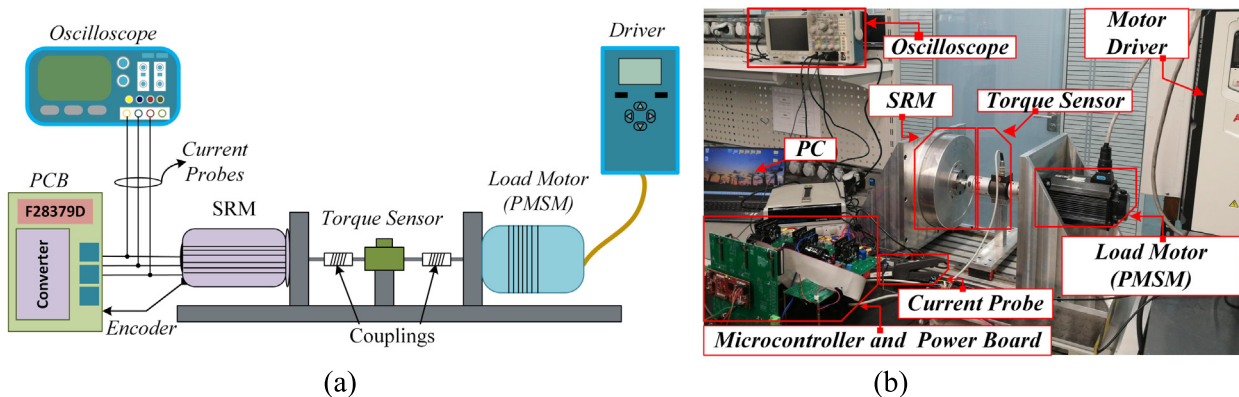 Oscilloscope
Driver
Current
Probes
PCB
F28379D
Converter
SRM
Torque Sensor
Load Motor
(PMSM)
Encoder
Couplings
(a)
Motor
Driver
Oscilloscope
SRM
Torque Sensor
PC
Load Motor
(PMSM)
Current Probe
Microcontroller and Power Board
(b)